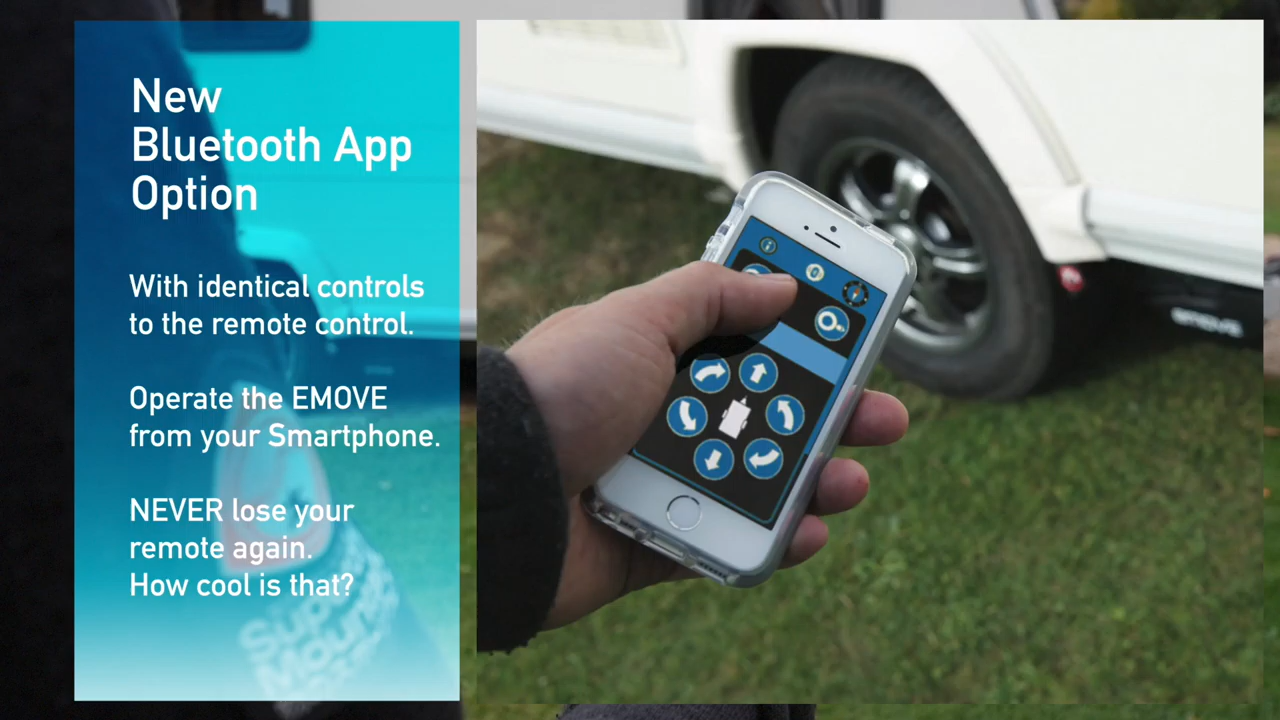 New
Bluetooth App
Option
With identical controls
to the remote control.
Operate the EMOVE
from your Smartphone.
NEVER lose your
remote again.
How cool is that?